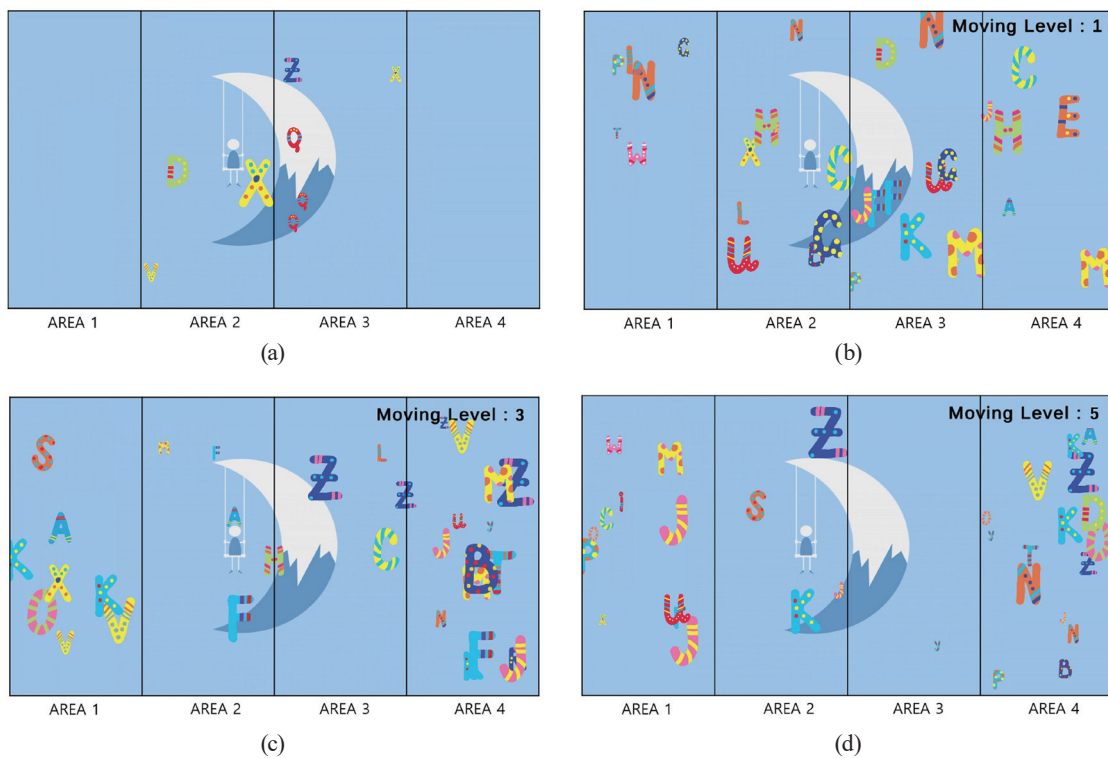 Z
X
Q
D
X
Q
Q
V
AREA 1 AREA 2 AREA 3 AREA 4
(a)
Moving Level : 1
N N
C
D
P L N
C
E
J H
H
T
X
W
C
C
U
J H F
A
L
K
U
M
M
P
AREA 1 AREA 2 AREA 3 AREA 4
(b)
Moving Level : 3
Z V
S
A F
L
Z
M Z
Z
A
A
U
Y
J
K
H
C
B F
X
K
O
V
F
N
V
F J
AREA 1 AREA 2 AREA 3 AREA 4
(c)
Moving Level : 5
Z
W
M
K A
Z
V
S
I
C
J
O
K D
O
P
Y
T
Z
N
J
K
X
U
J
J
N
Y
B
P
AREA 1 AREA 2 AREA 3 AREA 4
(d)